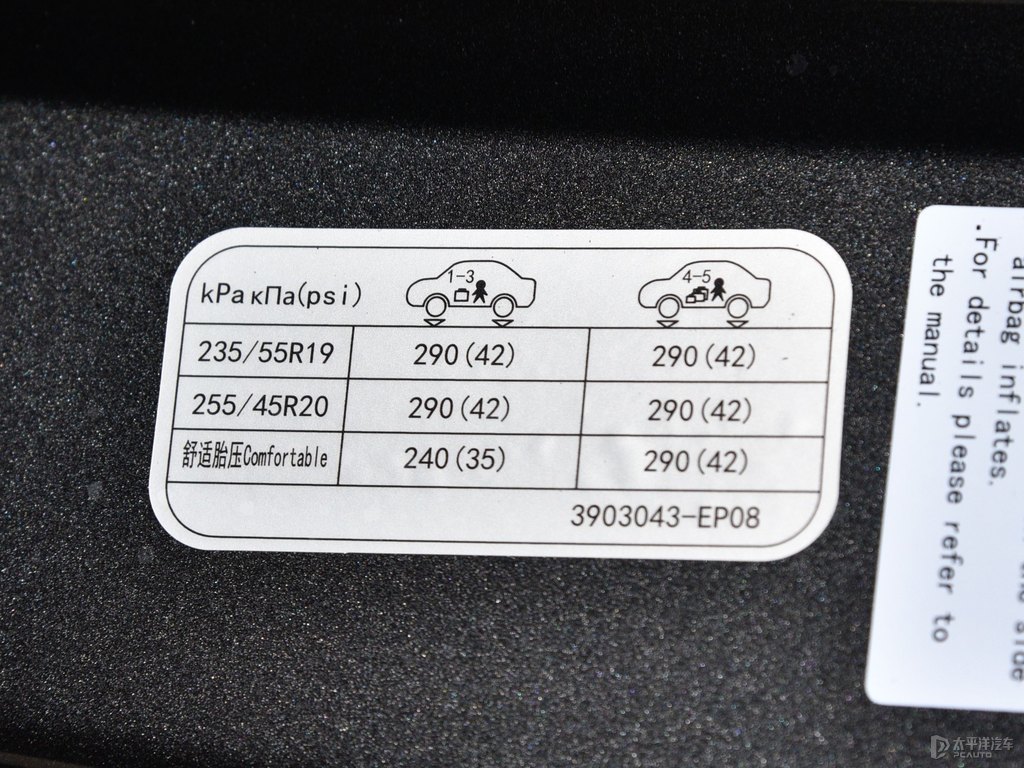 1-3
4-5
kPaкПа(psi)
235/55R19 290(42) 290(42)
255/45R20 290(42) 290(42)
舒适胎压Comfortable 240(35) 290(42)
3903043-EP08
airbag inflates.
.For details please refer to
the manual.
太平洋汽车
PCAUTO